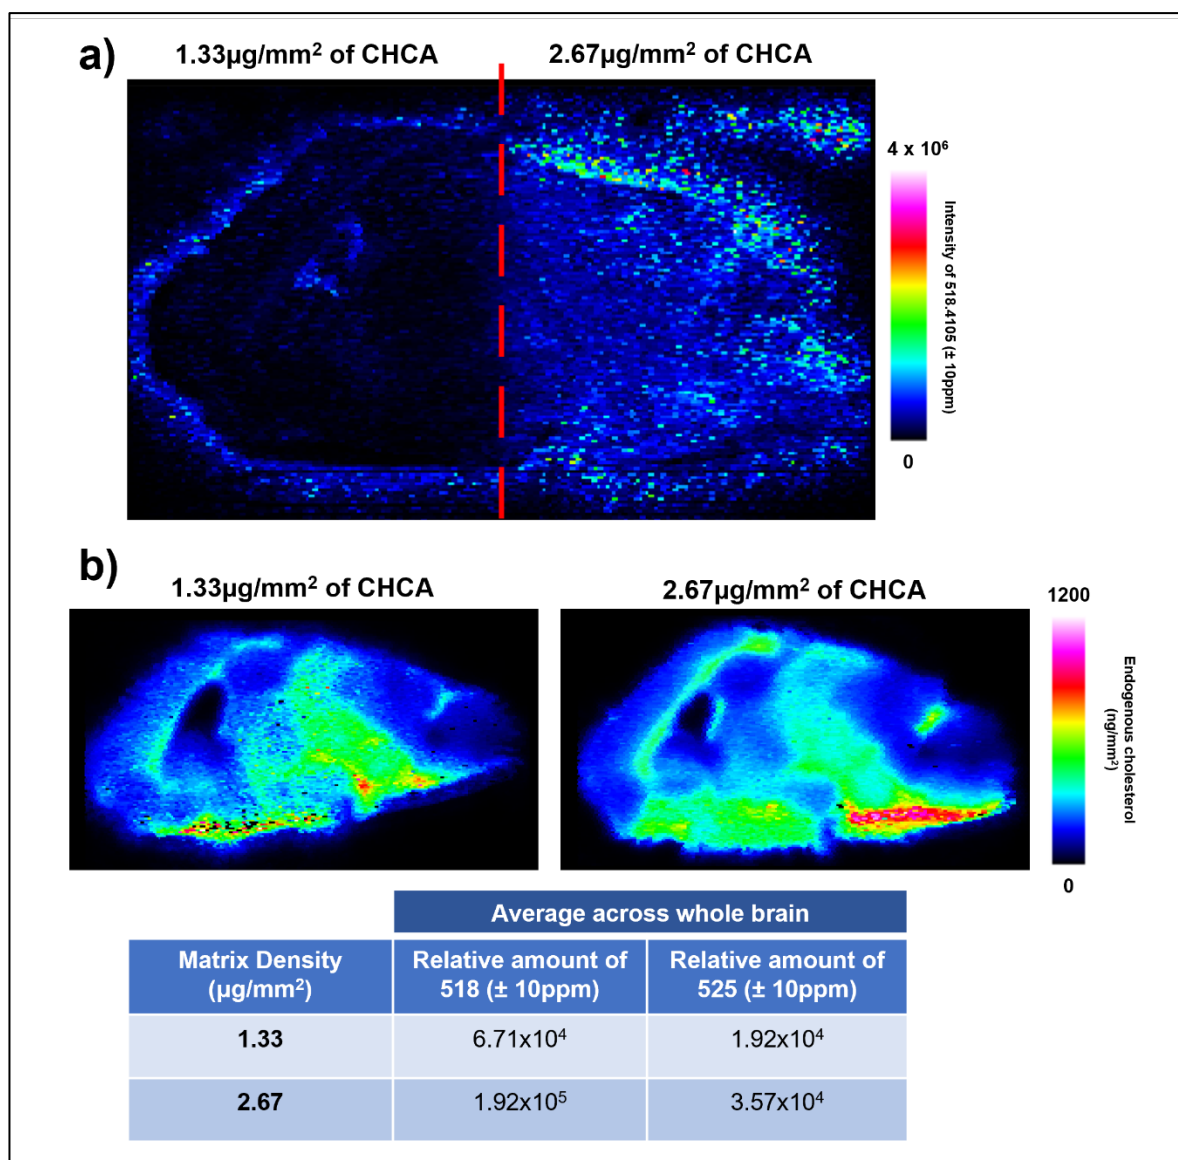 a)
1.33µg/mm² of CHCA
2.67µg/mm² of CHCA
4 x 10⁶
Intensity of 518.4105 (± 10ppm)
0
b)
1.33µg/mm² of CHCA
2.67µg/mm² of CHCA
1200
Endogenous cholesterol
(ng/mm²)
0
Average across whole brain
Matrix Density
(µg/mm²)
Relative amount of
518 (± 10ppm)
Relative amount of
525 (± 10ppm)
1.33
6.71x10⁴
1.92x10⁴
2.67
1.92x10⁵
3.57x10⁴